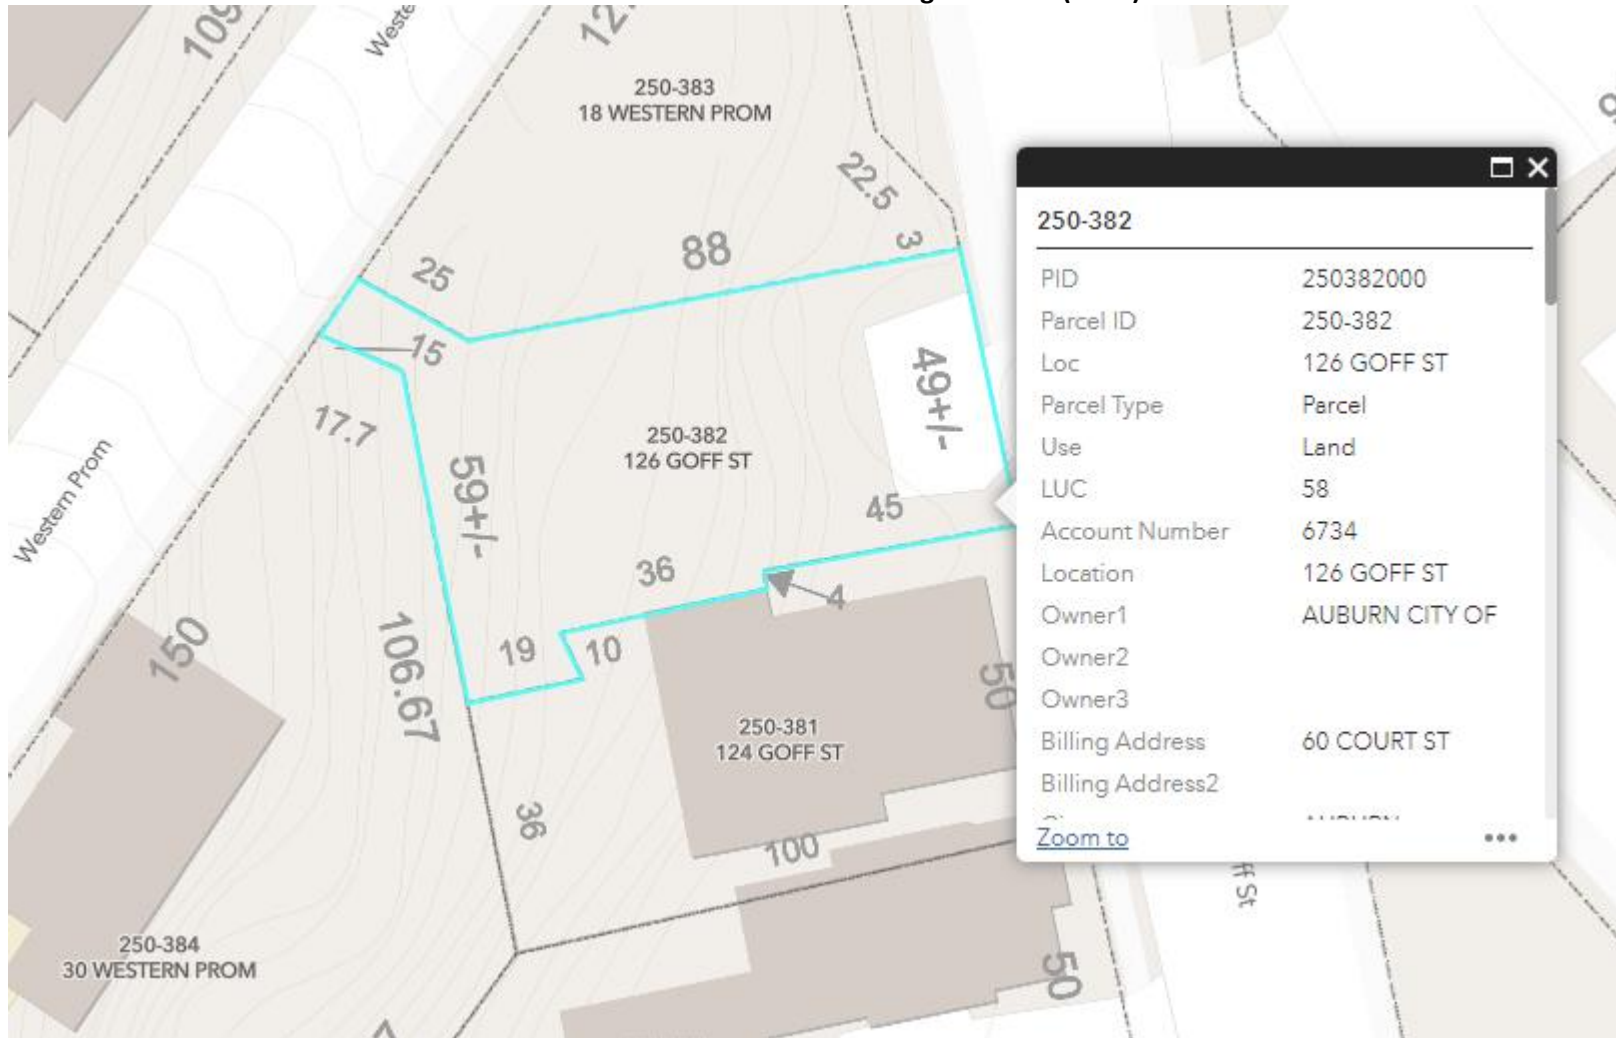 109
Weste
12
250-383
18 WESTERN PROM
22.5
3
88
25
15
17.7
Western Prom
59+/-
250-382
126 GOFF ST
49+/-
45
36
4
19
10
150
106.67
50
250-381
124 GOFF ST
36
100
250-384
30 WESTERN PROM
50
ff St
250-382
PID 250382000
Parcel ID 250-382
Loc 126 GOFF ST
Parcel Type Parcel
Use Land
LUC 58
Account Number 6734
Location 126 GOFF ST
Owner1 AUBURN CITY OF
Owner2
Owner3
Billing Address 60 COURT ST
Billing Address2
Zoom to